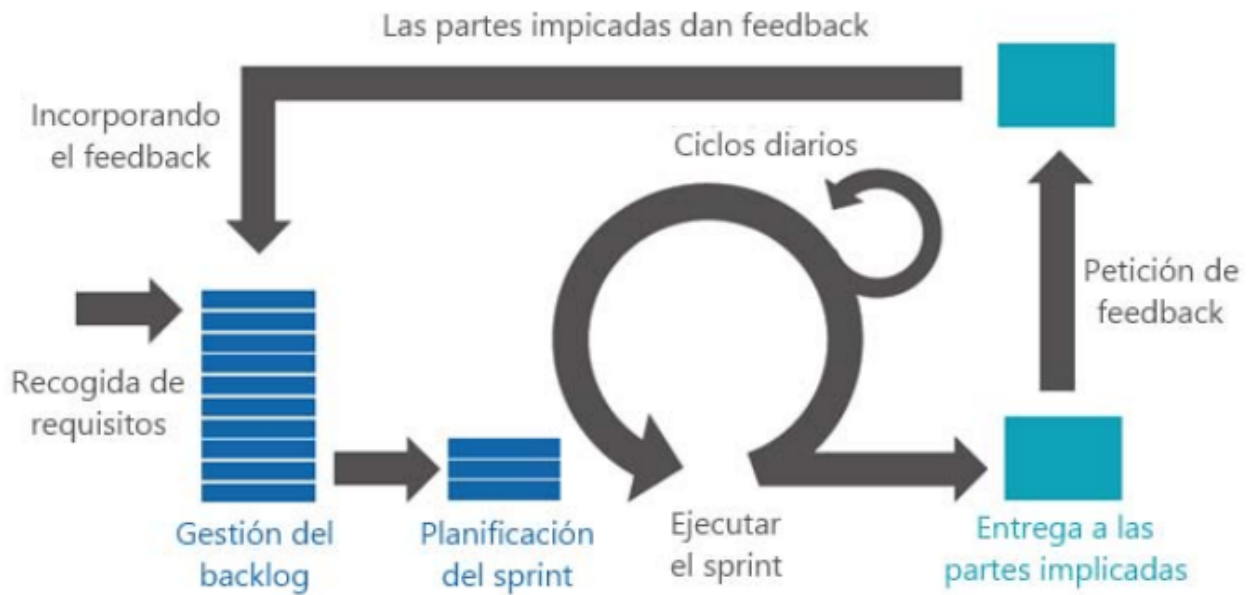 Las partes impicadas dan feedback
Incorporando
el feedback
Ciclos diarios
Petición de
feedback
Recogida de
requisitos
Gestión del
backlog
Planificación
del sprint
Ejecutar
el sprint
Entrega a las
partes implicadas